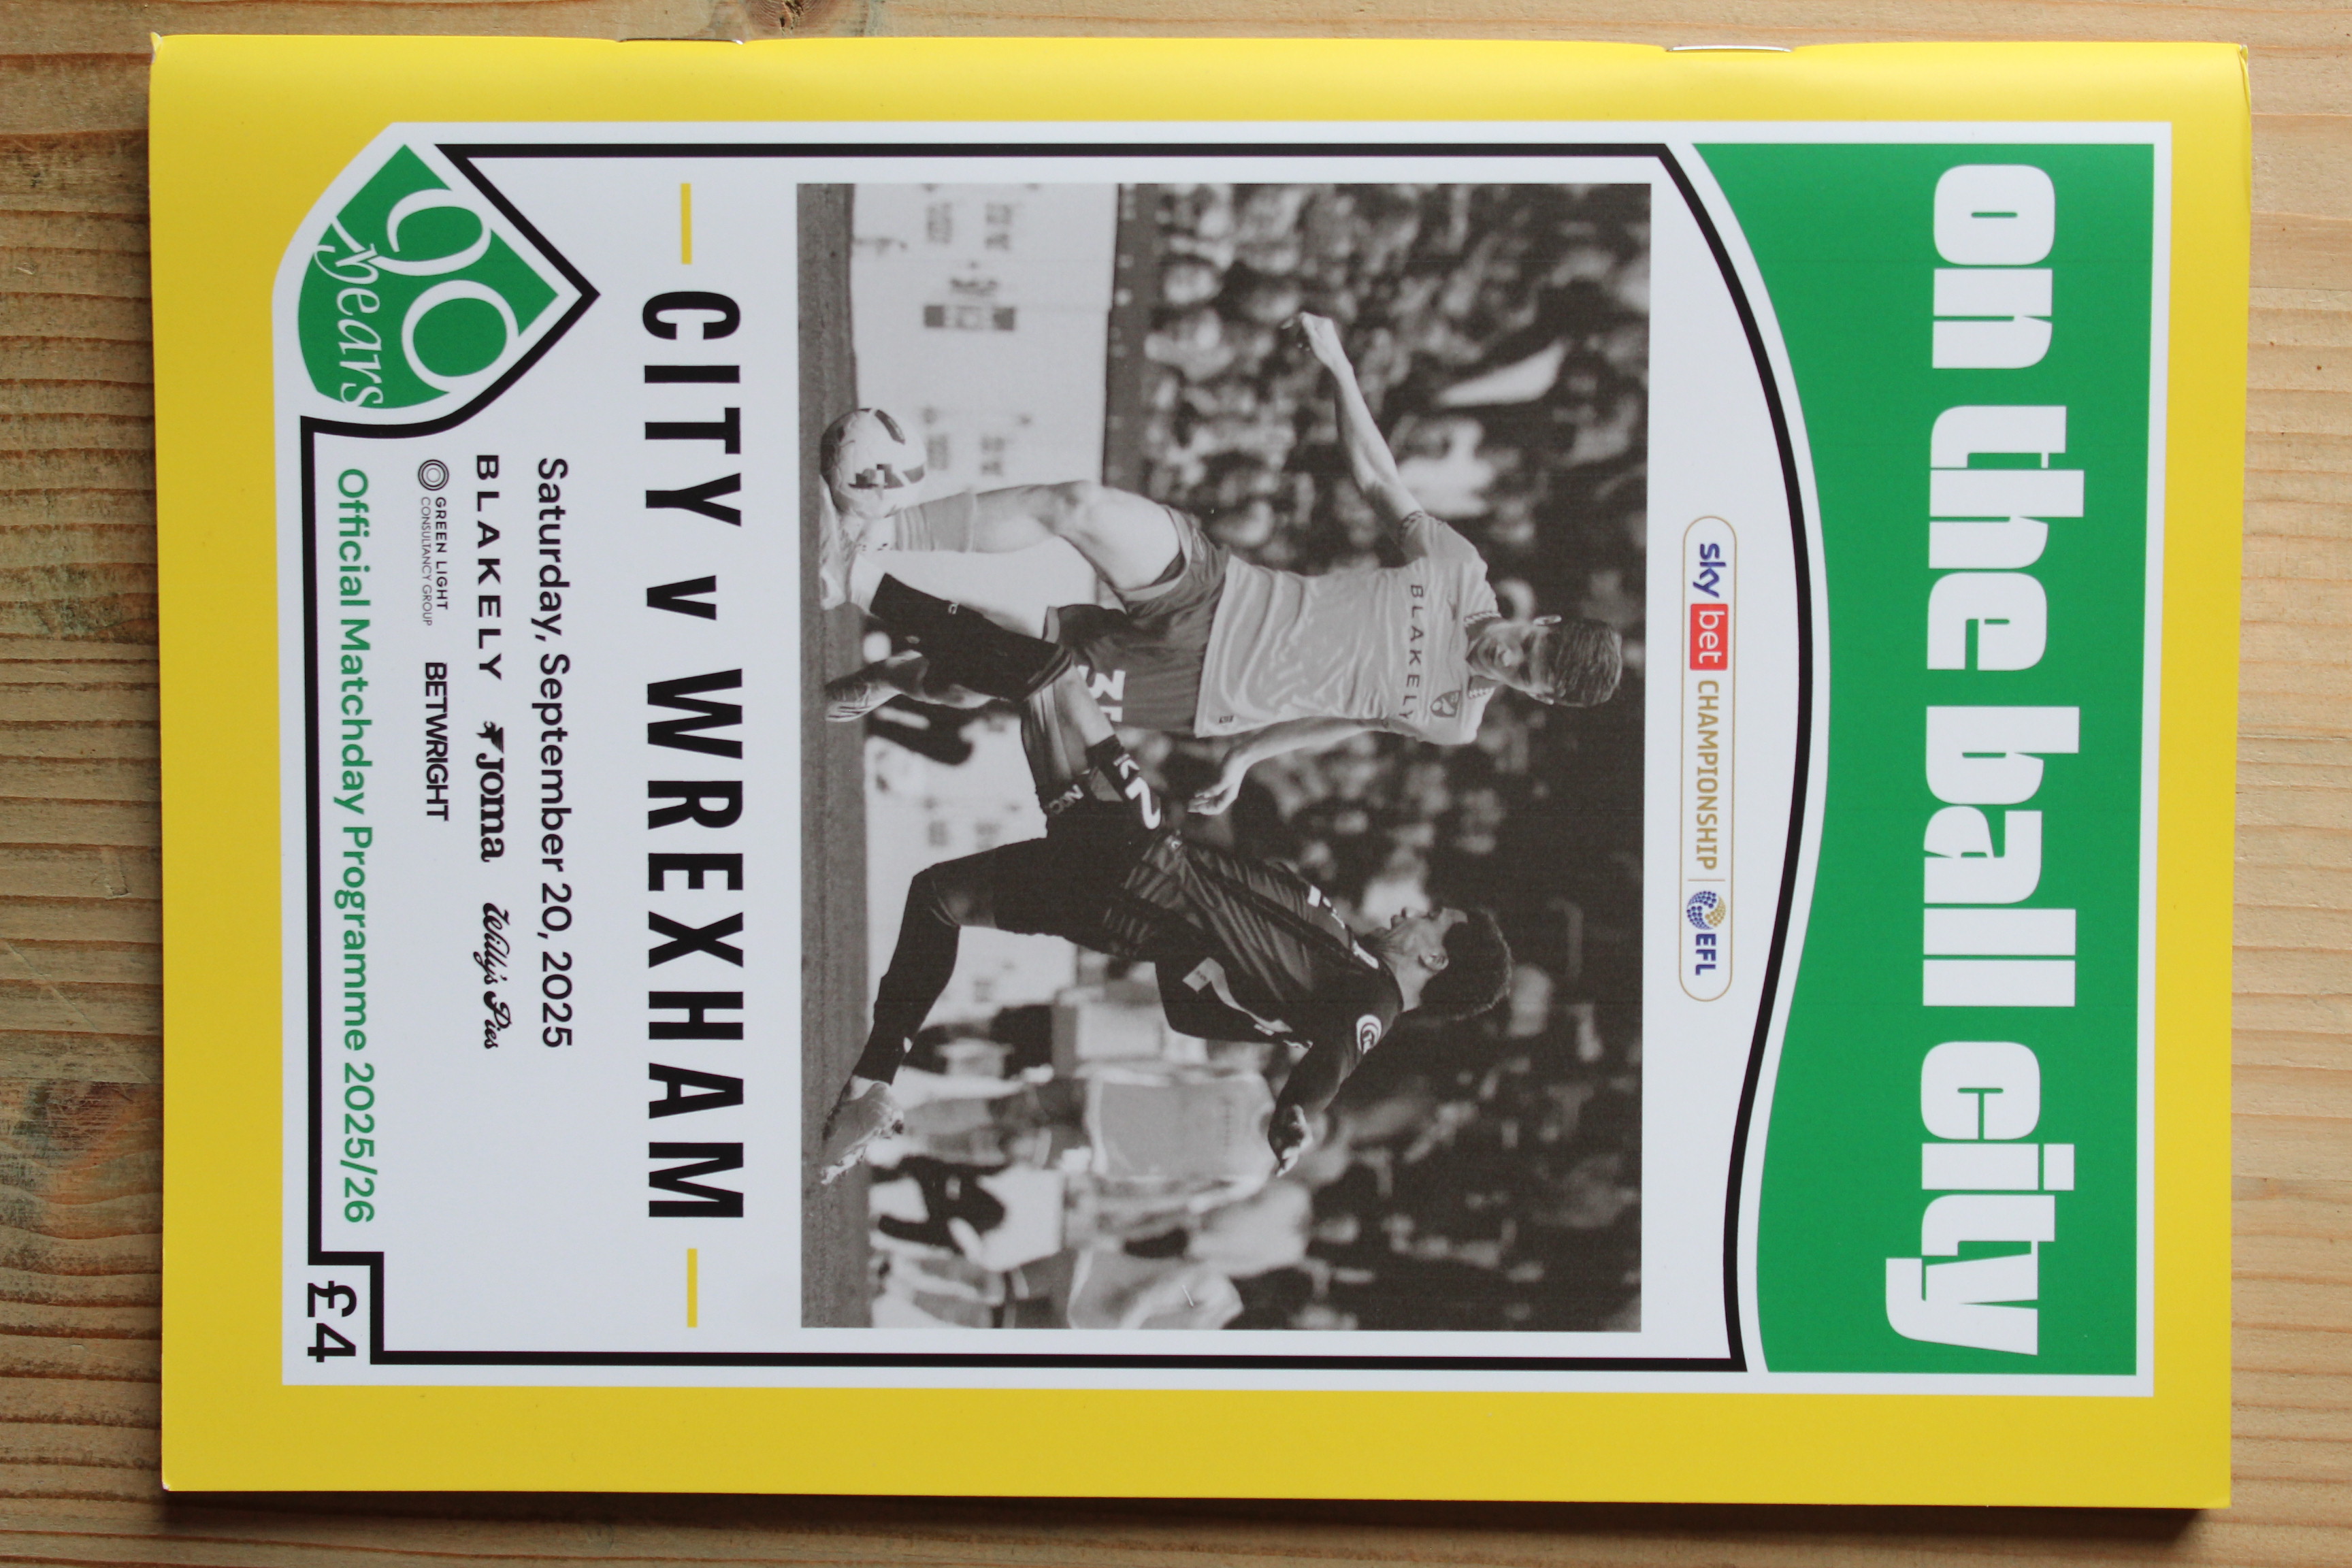 on the ball city
sky bet CHAMPIONSHIP EFL
BLAKELY
CITY v WREXHAM
Saturday, September 20, 2025
BLAKELY Joma Willy's Pies
GREEN LIGHT
CONSULTANCY GROUP
BETWRIGHT
90
years
Official Matchday Programme 2025/26
£4